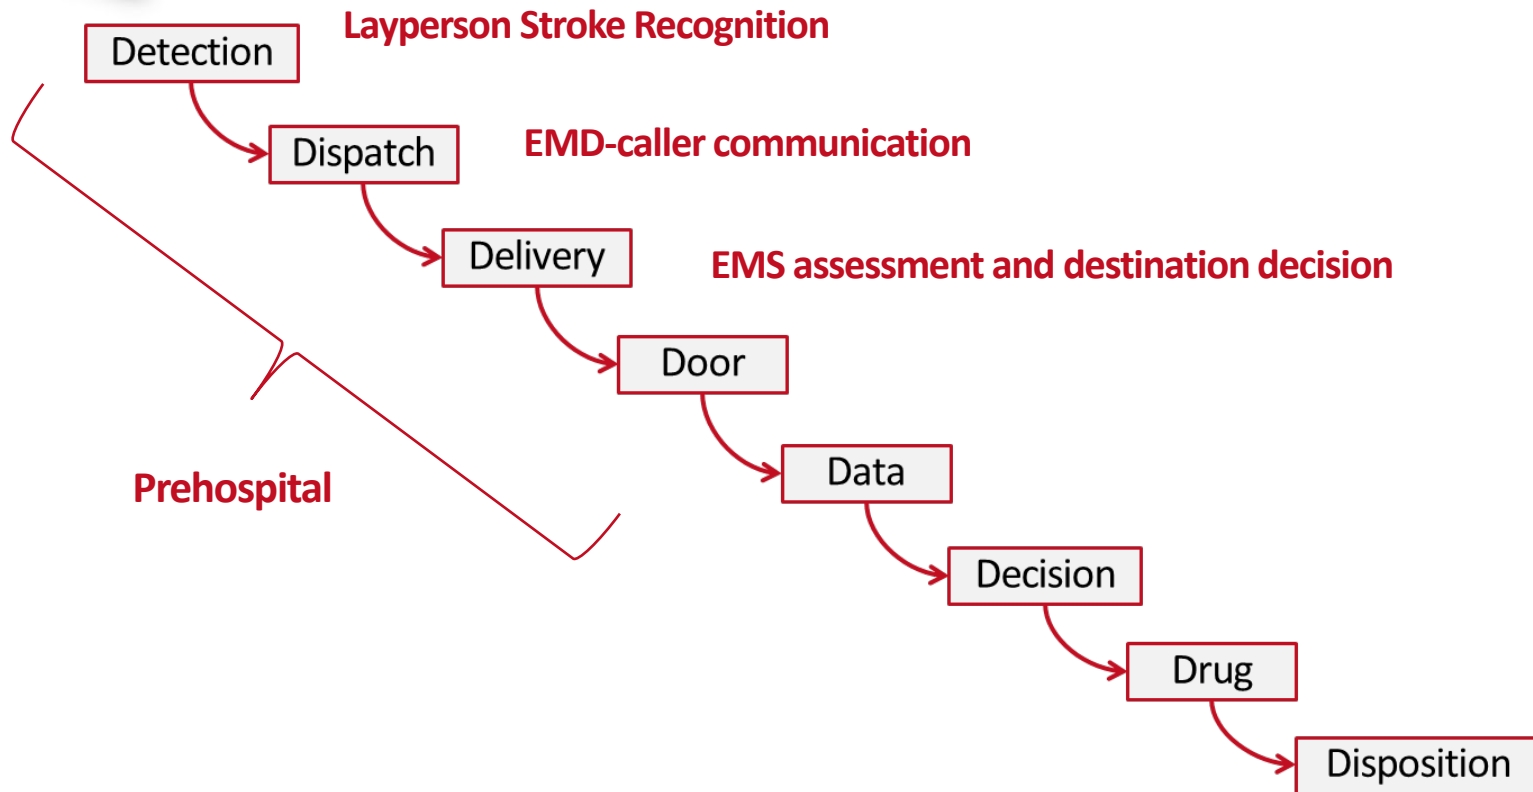 Layperson Stroke Recognition
Detection
Dispatch
EMD-caller communication
Delivery
EMS assessment and destination decision
Door
Data
Prehospital
Decision
Drug
Disposition